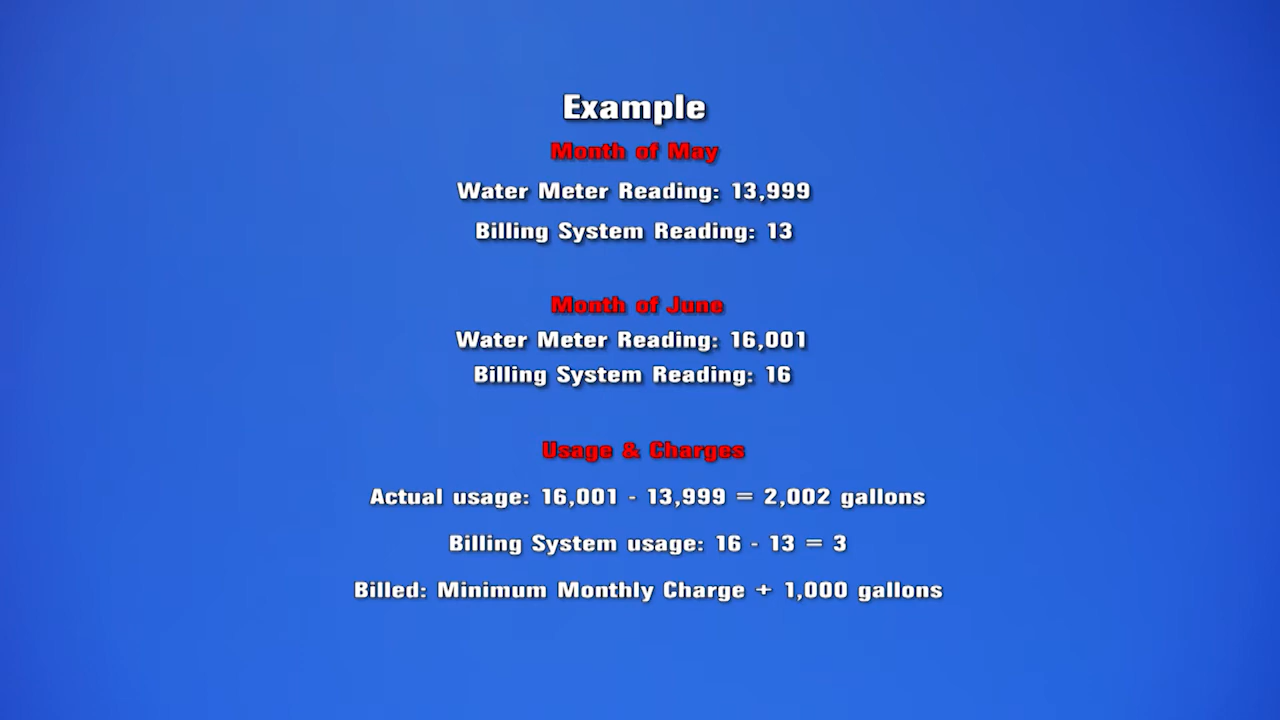 Example
Month of May
Water Meter Reading: 13,999
Billing System Reading: 13
Month of June
Water Meter Reading: 16,001
Billing System Reading: 16
Usage & Charges
Actual usage: 16,001 - 13,999 = 2,002 gallons
Billing System usage: 16 - 13 = 3
Billed: Minimum Monthly Charge + 1,000 gallons